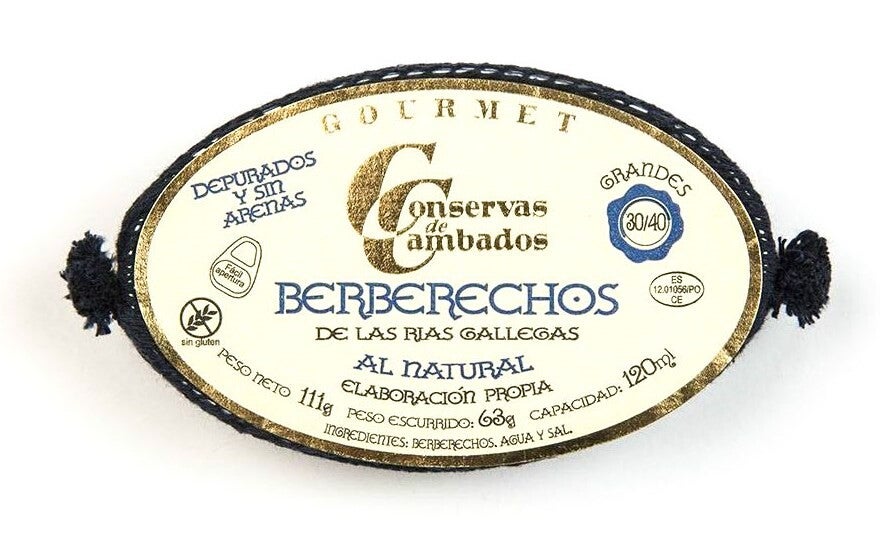 GOURMET
DEPURADOS
Y SIN
ARENAS
Conservas
de
Cambados
GRANDES
30/40
Fácil
apertura
BERBERECHOS
ES
12.01056/PO
CE
DE LAS RIAS GALLEGAS
sin gluten
AL NATURAL
ELABORACIÓN PROPIA
PESO NETO 111g PESO ESCURRIDO: 63g CAPACIDAD: 120ml
INGREDIENTES: BERBERECHOS, AGUA Y SAL.